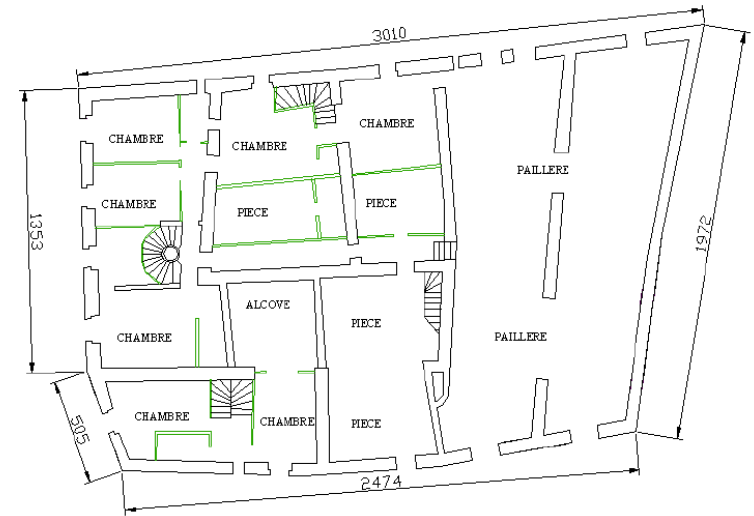 3010
CHAMBRE
CHAMBRE
CHAMBRE
PAILLERE
CHAMBRE
PIECE
PIECE
1353
1972
ALCOVE
CHAMBRE
PIECE
PAILLERE
505
CHAMBRE
CHAMBRE
PIECE
2474